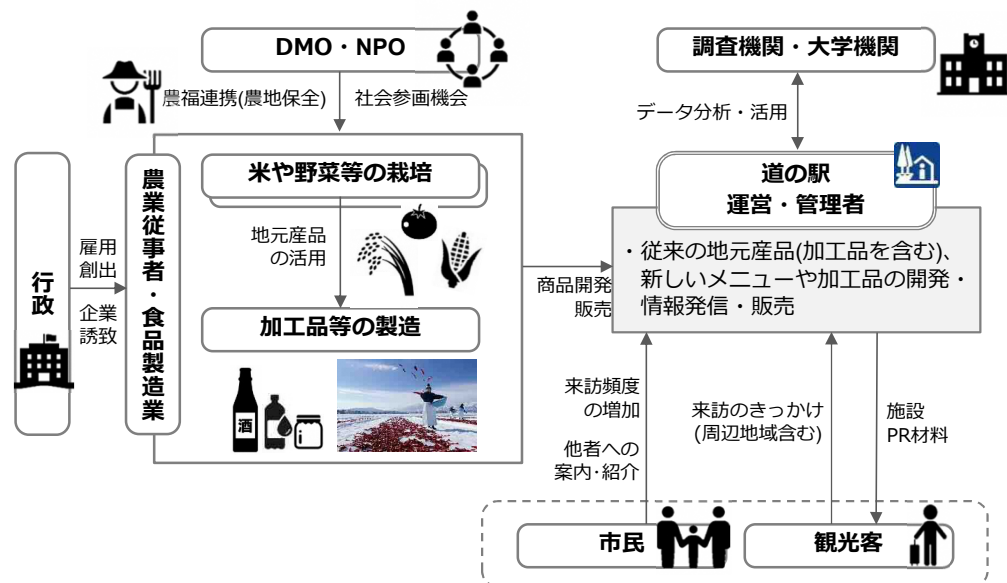 DMO・NPO
調査機関・大学機関
農福連携(農地保全)
社会参画機会
データ分析・活用
農業従事者・食品製造業
米や野菜等の栽培
道の駅
運営・管理者
地元産品
の活用
雇用
創出
行政
企業
誘致
商品開発
販売
・従来の地元産品(加工品を含む)、
新しいメニューや加工品の開発・
情報発信・販売
加工品等の製造
酒
来訪頻度
の増加
他者への
案内・紹介
来訪のきっかけ
(周辺地域含む)
施設
PR材料
市民
観光客